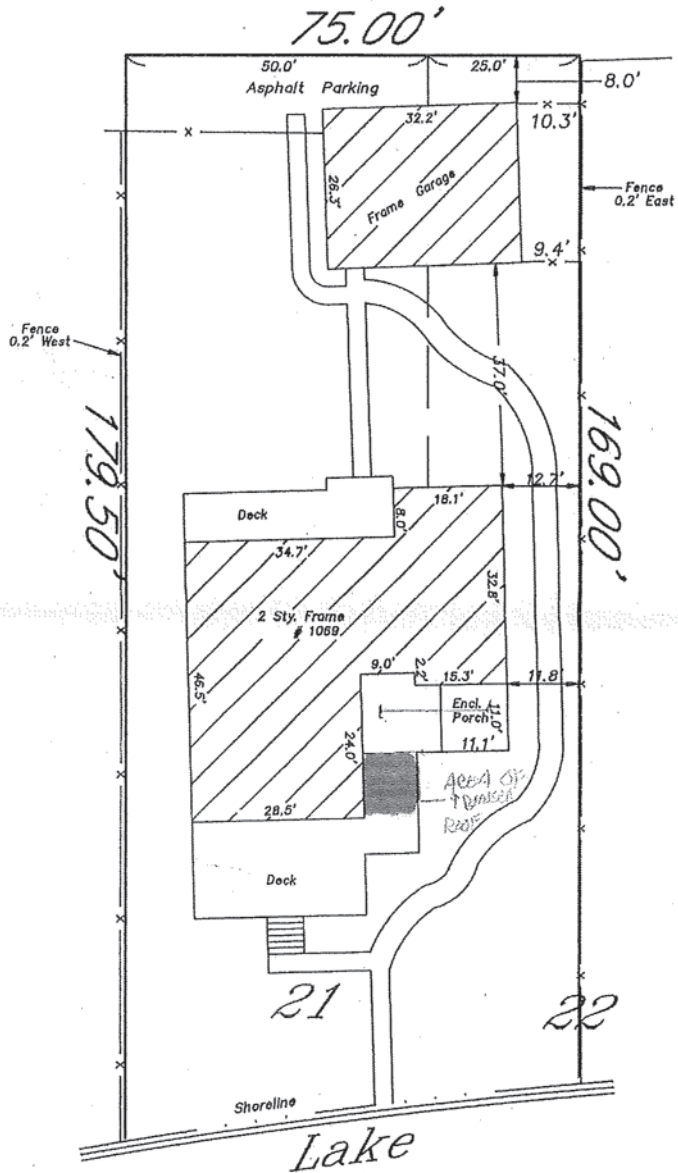 75.00'
50.0'
25.0'
8.0'
Asphalt Parking
32.2'
10.3'
26.3'
Frame Garage
Fence
0.2' East
9.4'
Fence
0.2' West
37.0'
179.50'
169.00'
12.7'
18.1'
Deck
8.0'
34.7'
32.8'
2 Sty. Frame
# 1069
9.0'
2.2'
15.3'
11.8'
46.5'
Encl.
Porch
11.0'
24.0'
11.1'
AREA OF
ROOF
28.5'
Deck
21
22
Shoreline
Lake